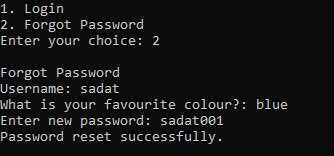 1. Login
2. Forgot Password
Enter your choice: 2
Forgot Password
Username: sadat
What is your favourite colour?: blue
Enter new password: sadat001
Password reset successfully.